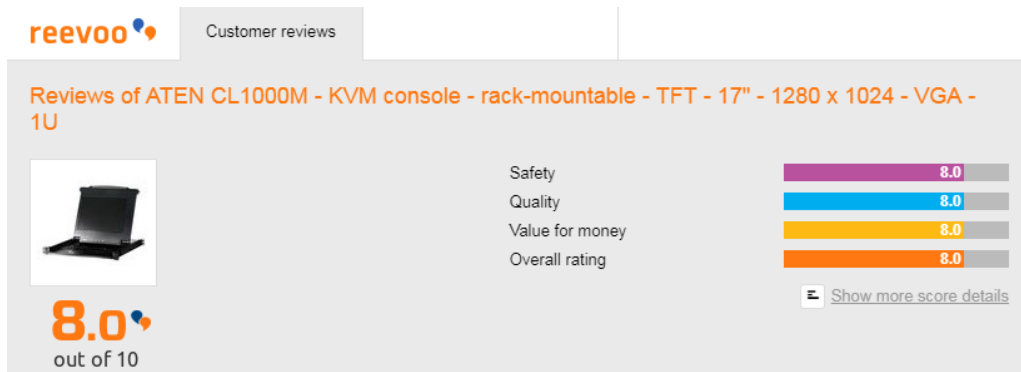 reevoo
Customer reviews
Reviews of ATEN CL1000M - KVM console - rack-mountable - TFT - 17" - 1280 x 1024 - VGA -
1U
Safety 8.0
Quality 8.0
Value for money 8.0
Overall rating 8.0
Show more score details
8.0
out of 10